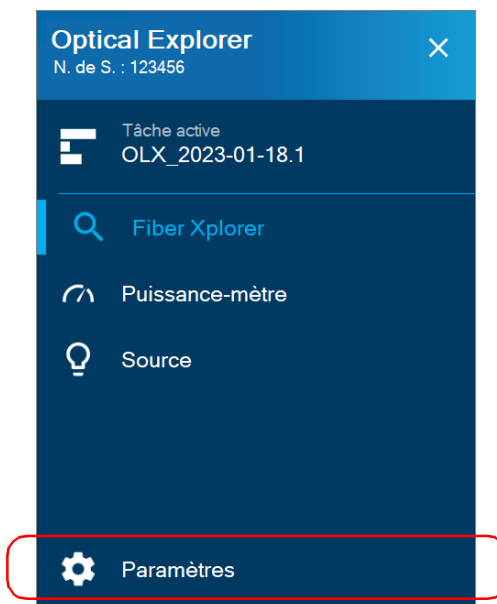 Optical Explorer
N. de S. : 123456
Tâche active
OLX_2023-01-18.1
Fiber Xplorer
Puissance-mètre
Source
Paramètres